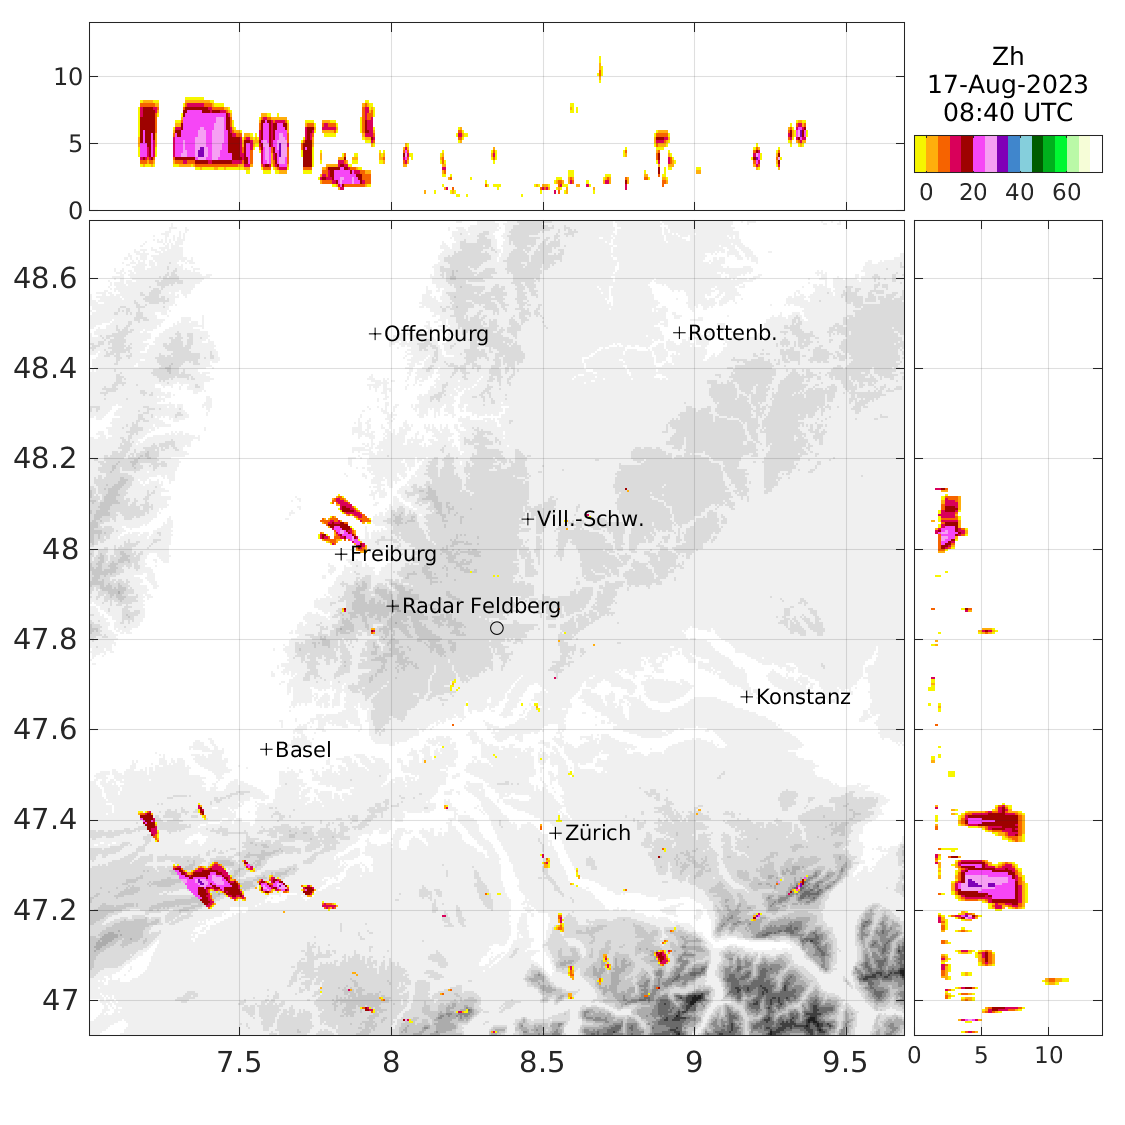 10
5
0
Zh
17-Aug-2023
08:40 UTC
0 20 40 60
48.6
48.4
48.2
48
47.8
47.6
47.4
47.2
47
+Offenburg
+Rottenb.
+Vill.-Schw.
+Freiburg
+Radar Feldberg
+Konstanz
+Basel
+Zürich
7.5 8 8.5 9 9.5
0 5 10